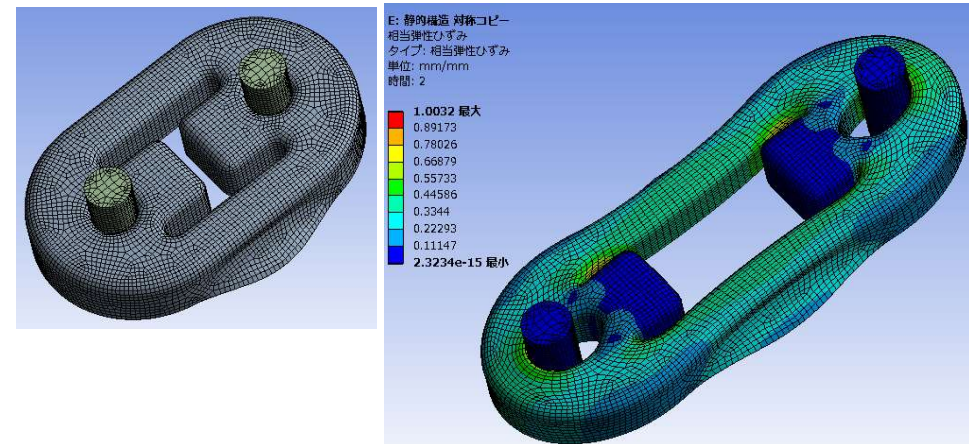 E: 静的構造 対称コピー
相当弾性ひずみ
タイプ: 相当弾性ひずみ
単位: mm/mm
時間: 2
1.0032 最大
0.89173
0.78026
0.66879
0.55733
0.44586
0.3344
0.22293
0.11147
2.3234e-15 最小